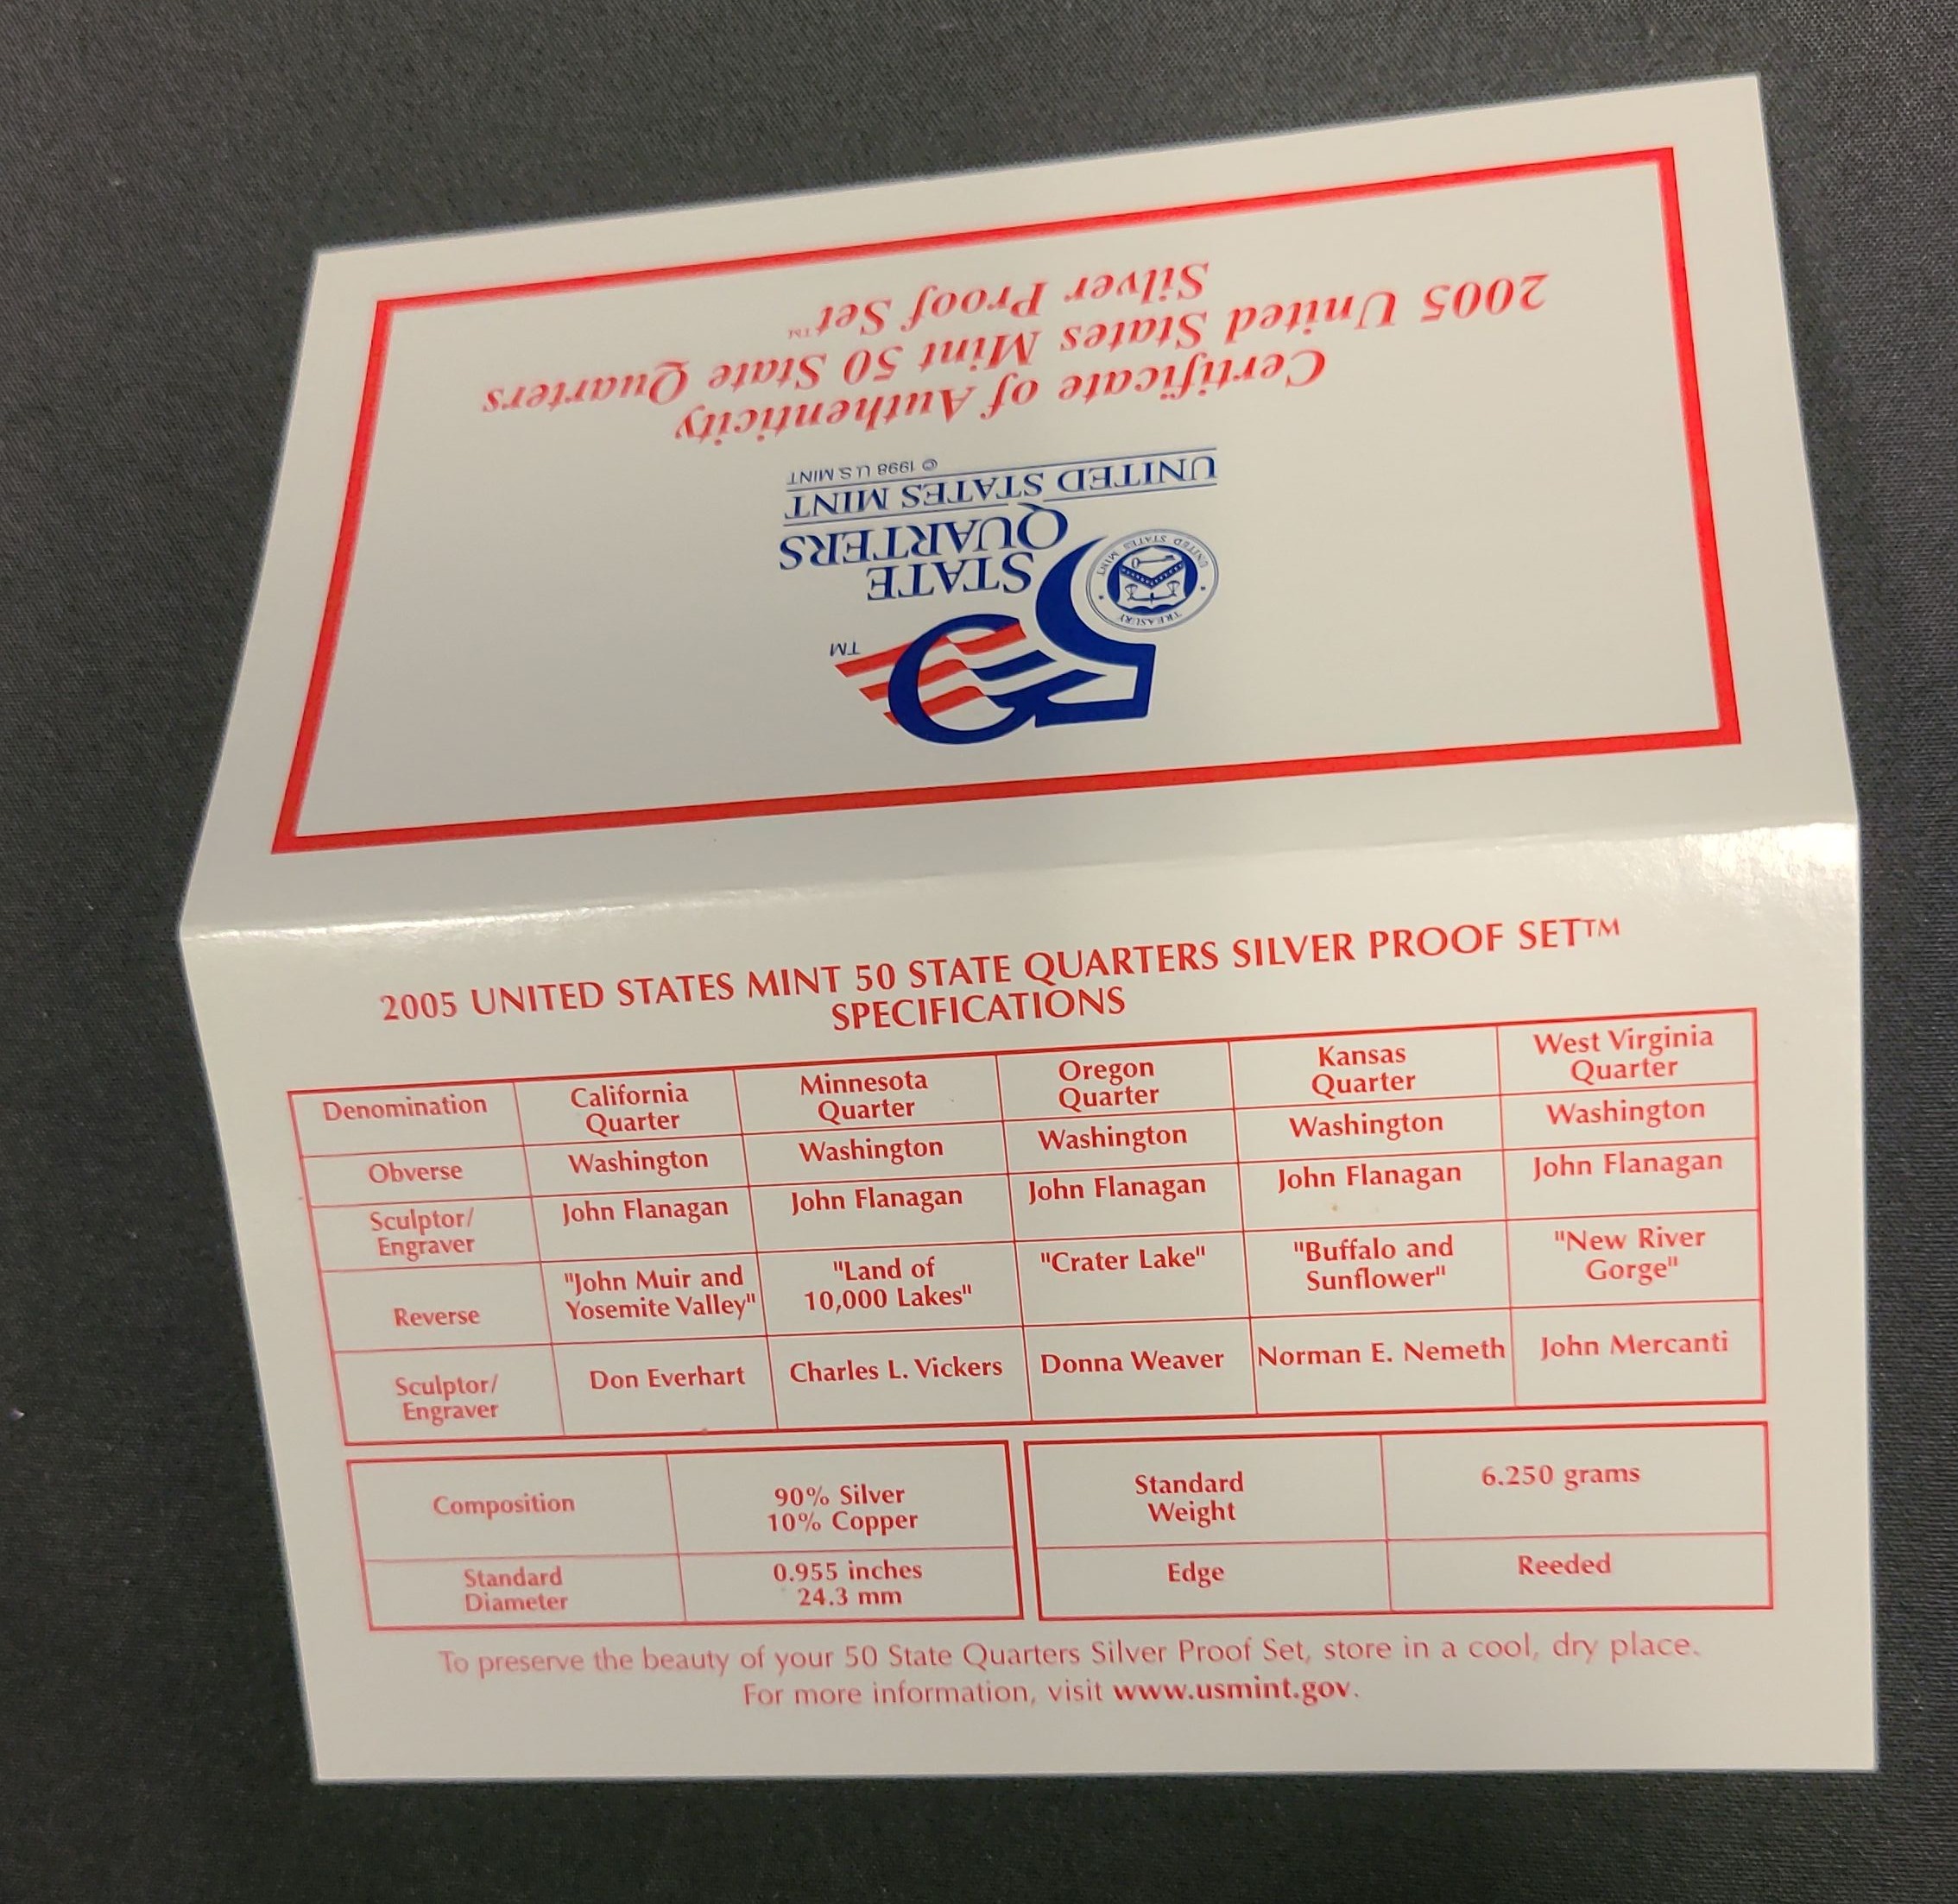 Certificate of Authenticity
2005 United States Mint 50 State Quarters
Silver Proof Set™
50
TM
STATE
QUARTERS
UNITED STATES MINT
© 1998 U.S. MINT
TREASURY
UNITED STATES MINT
2005 UNITED STATES MINT 50 STATE QUARTERS SILVER PROOF SET™
SPECIFICATIONS
Denomination
California
Quarter
Minnesota
Quarter
Oregon
Quarter
Kansas
Quarter
West Virginia
Quarter
Obverse
Washington
Washington
Washington
Washington
Washington
Sculptor/
Engraver
John Flanagan
John Flanagan
John Flanagan
John Flanagan
John Flanagan
Reverse
"John Muir and
Yosemite Valley"
"Land of
10,000 Lakes"
"Crater Lake"
"Buffalo and
Sunflower"
"New River
Gorge"
Sculptor/
Engraver
Don Everhart
Charles L. Vickers
Donna Weaver
Norman E. Nemeth
John Mercanti
Composition
90% Silver
10% Copper
Standard
Weight
6.250 grams
Standard
Diameter
0.955 inches
24.3 mm
Edge
Reeded
To preserve the beauty of your 50 State Quarters Silver Proof Set, store in a cool, dry place.
For more information, visit www.usmint.gov.